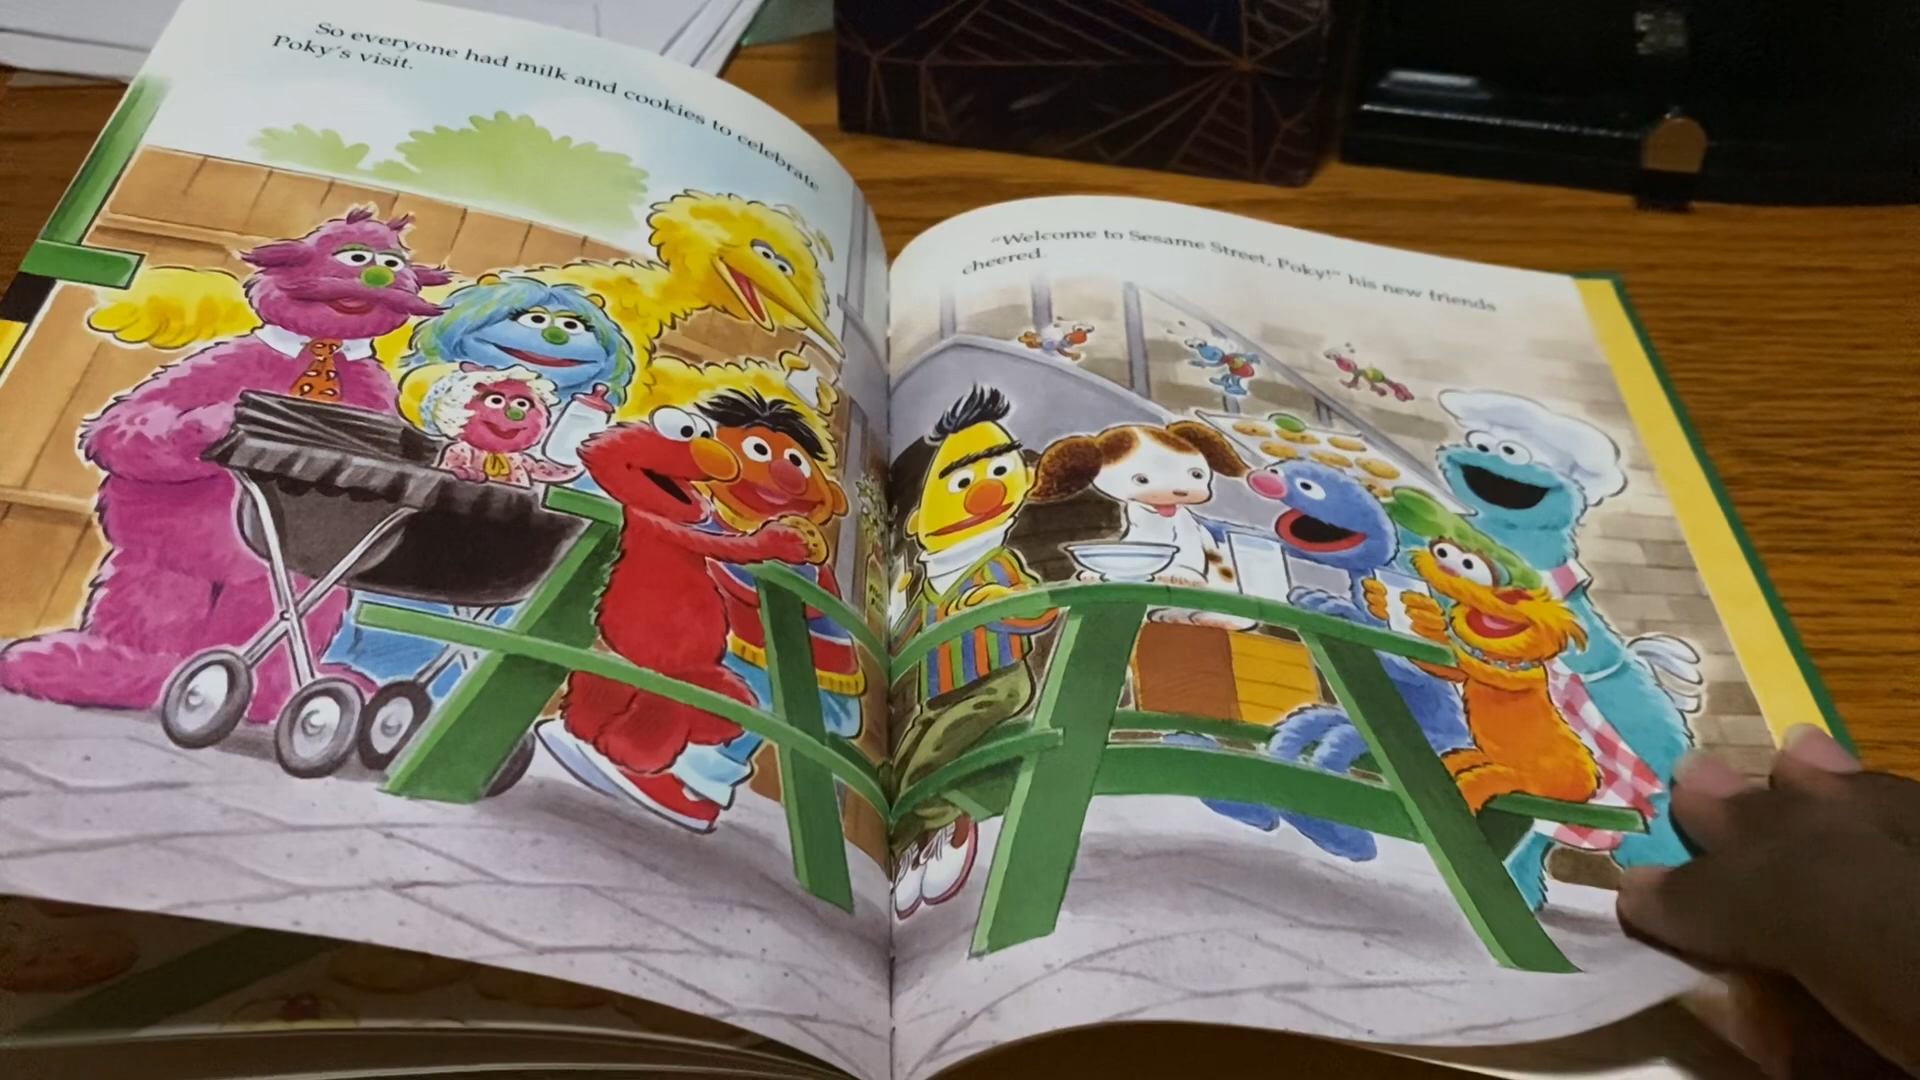 So everyone had milk and cookies to celebrate
Poky's visit.
"Welcome to Sesame Street, Poky!" his new friends
cheered.